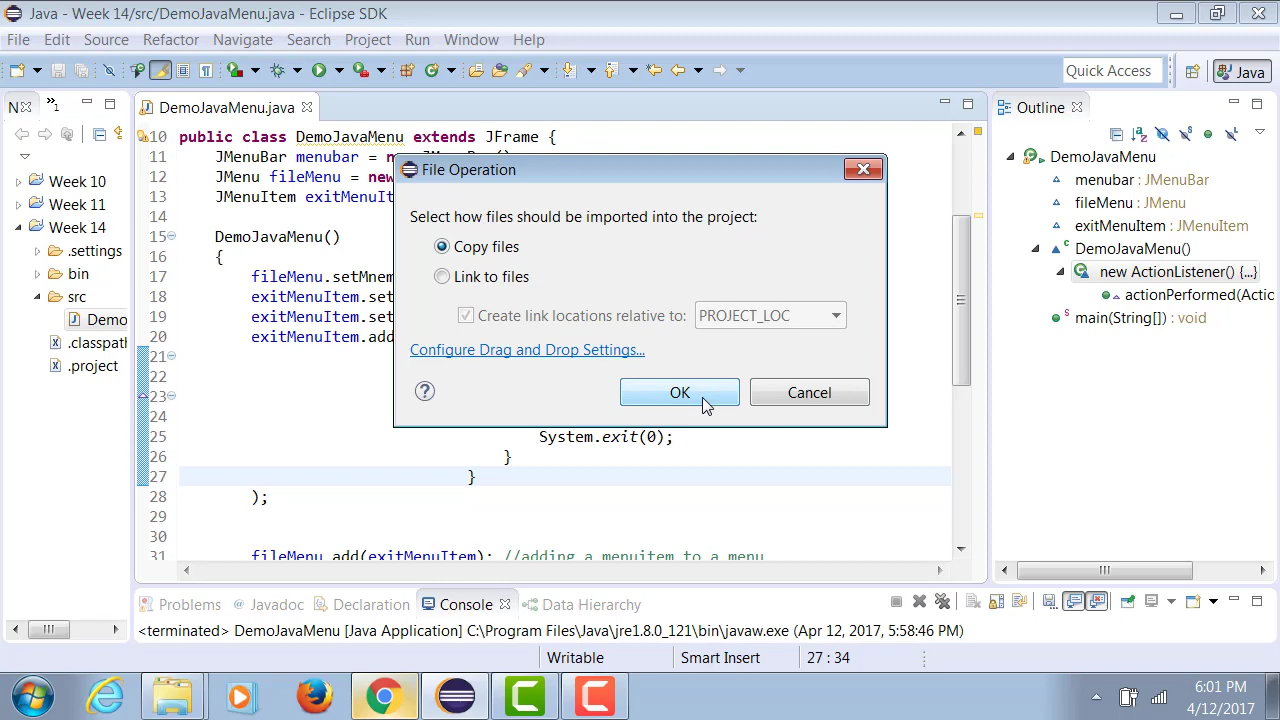 Java - Week 14/src/DemoJavaMenu.java - Eclipse SDK
File Edit Source Refactor Navigate Search Project Run Window Help
Quick Access
Java
N
»1
DemoJavaMenu.java
Outline
Week 10
Week 11
Week 14
.settings
bin
src
Demo
.classpath
.project
10 public class DemoJavaMenu extends JFrame {
11 JMenuBar menubar =
12 JMenu fileMenu = new
13 JMenuItem exitMenuIt
14
15 DemoJavaMenu()
16 {
17 fileMenu.setMnem
18 exitMenuItem.set
19 exitMenuItem.set
20 exitMenuItem.add
21
22
23
24
25 System.exit(0);
26 }
27 }
28 );
29
30
31 fileMenu.add(exitMenuItem); //adding a menuitem to a menu
File Operation
Select how files should be imported into the project:
Copy files
Link to files
Create link locations relative to: PROJECT_LOC
Configure Drag and Drop Settings...
?
OK
Cancel
DemoJavaMenu
menubar : JMenuBar
fileMenu : JMenu
exitMenuItem : JMenuItem
DemoJavaMenu()
new ActionListener() {...}
actionPerformed(Actic
main(String[]) : void
Problems @ Javadoc Declaration Console Data Hierarchy
<terminated> DemoJavaMenu [Java Application] C:\Program Files\Java\jre1.8.0_121\bin\javaw.exe (Apr 12, 2017, 5:58:46 PM)
Writable Smart Insert 27 : 34
6:01 PM
4/12/2017